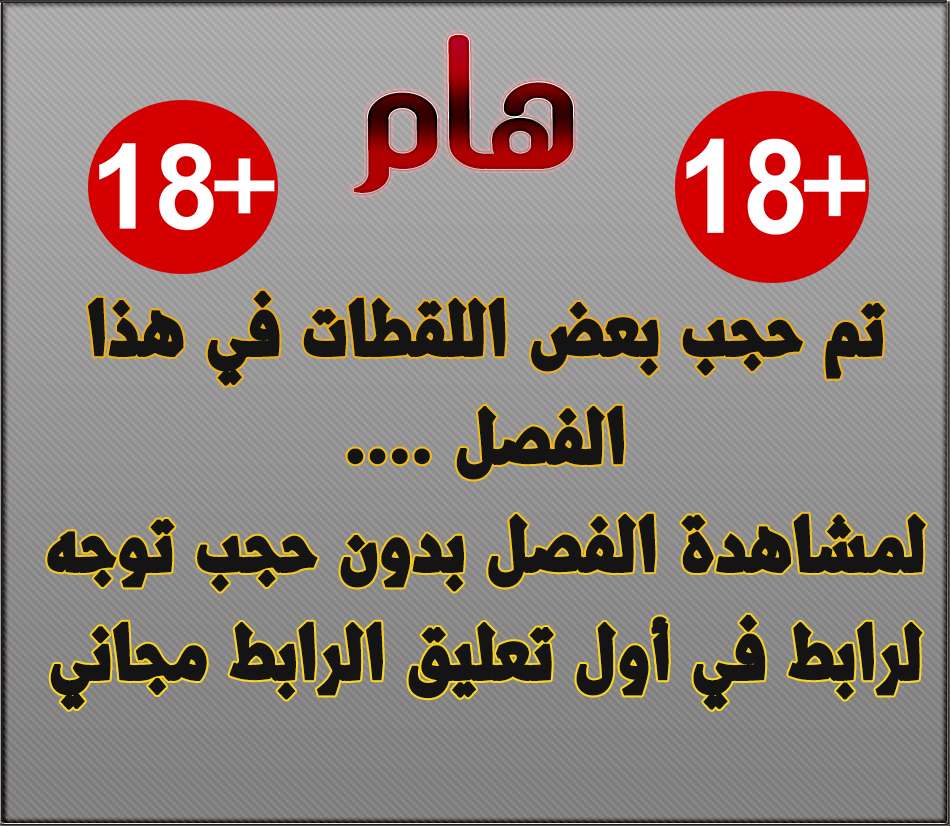 هام
18+ 18+
تم حجب بعض اللقطات في هذا
الفصل ....
لمشاهدة الفصل بدون حجب توجه
لرابط في أول تعليق الرابط مجاني